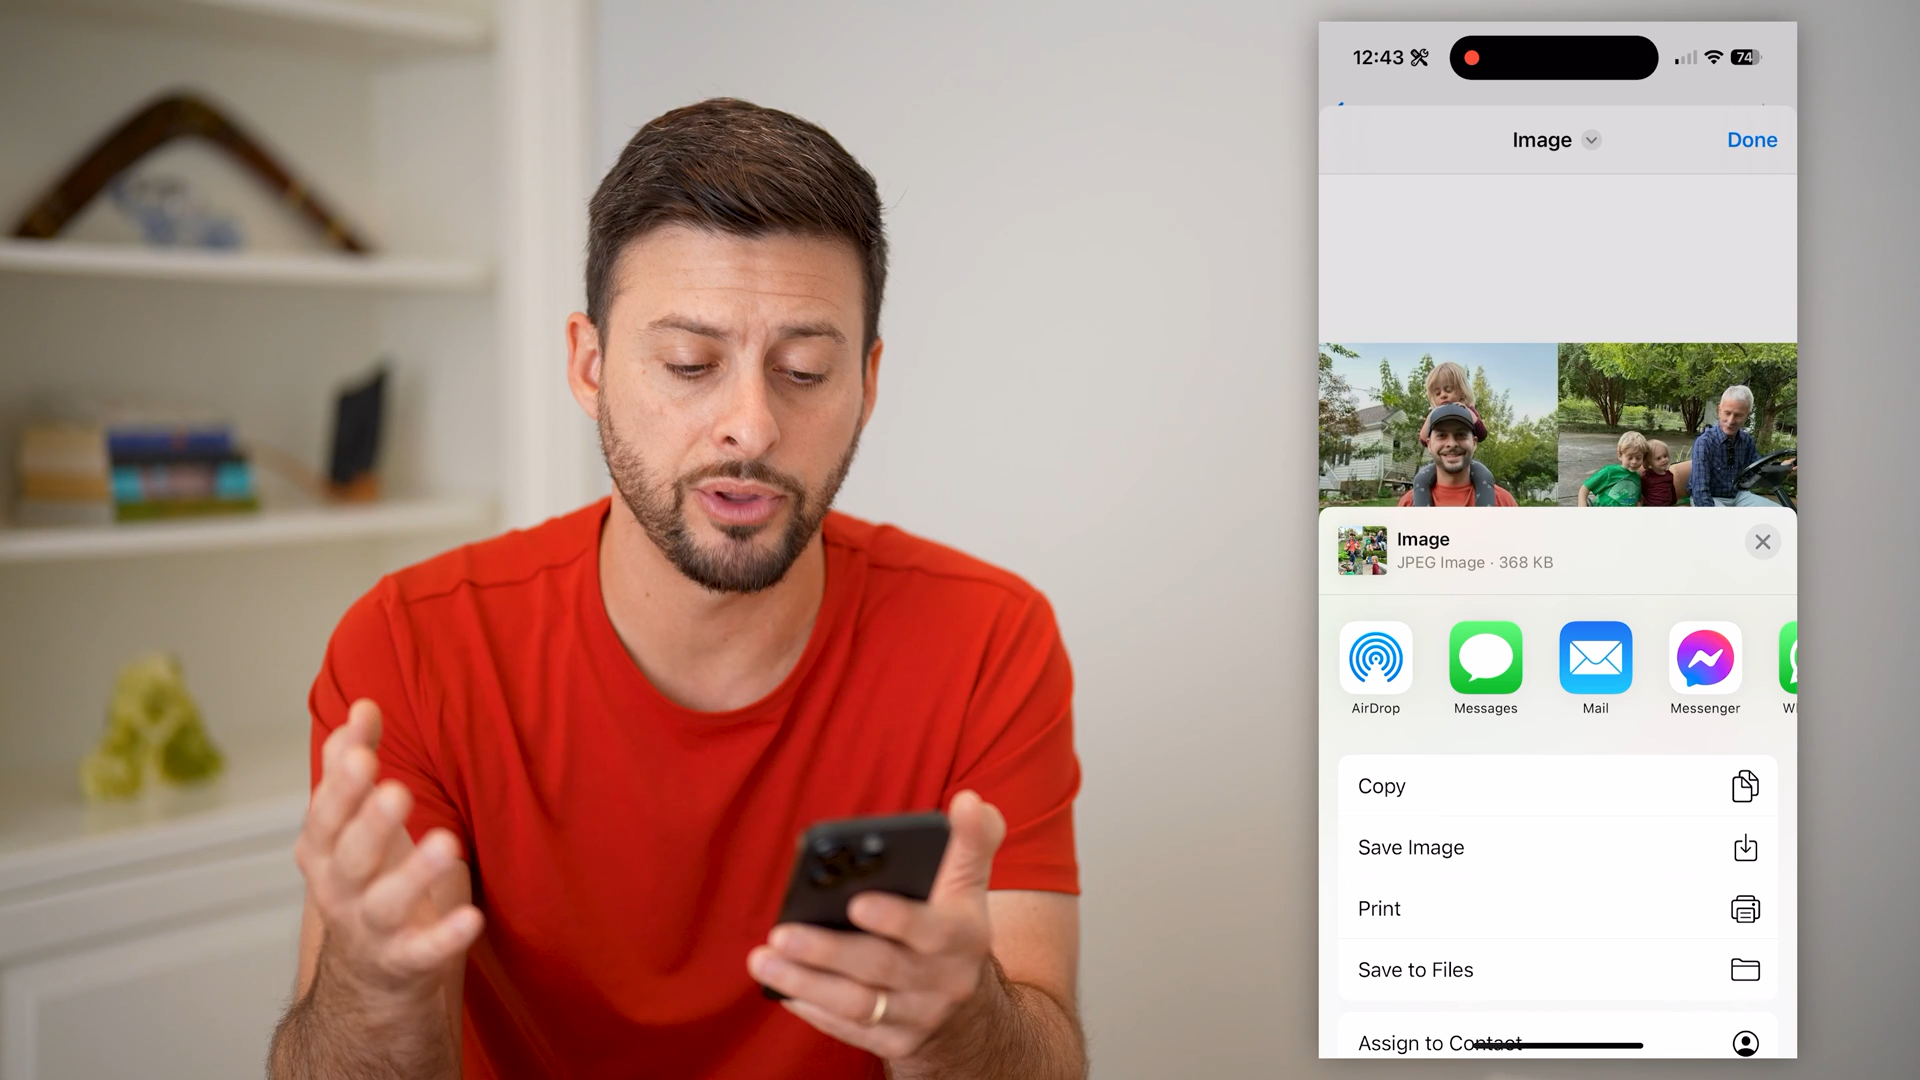 12:43
74
Image
Done
Image
JPEG Image · 368 KB
AirDrop
Messages
Mail
Messenger
Copy
Save Image
Print
Save to Files
Assign to Contact